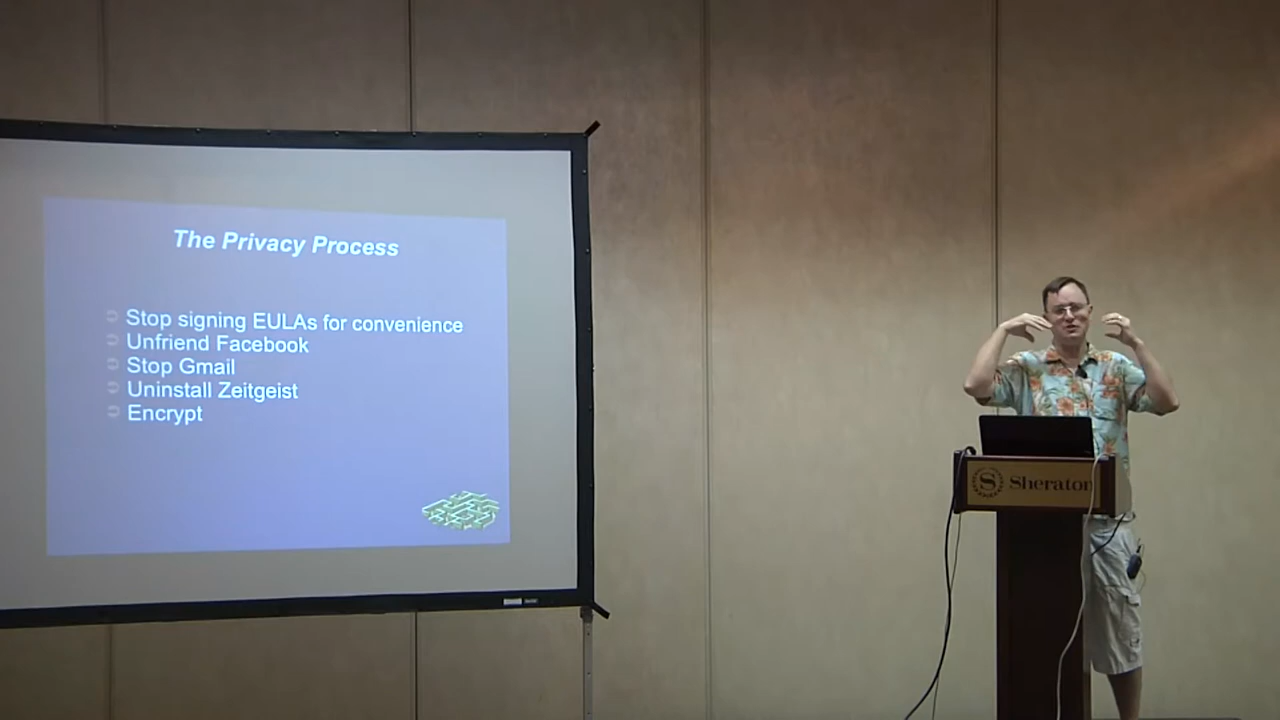 The Privacy Process
Stop signing EULAs for convenience
Unfriend Facebook
Stop Gmail
Uninstall Zeitgeist
Encrypt
S
Sheraton